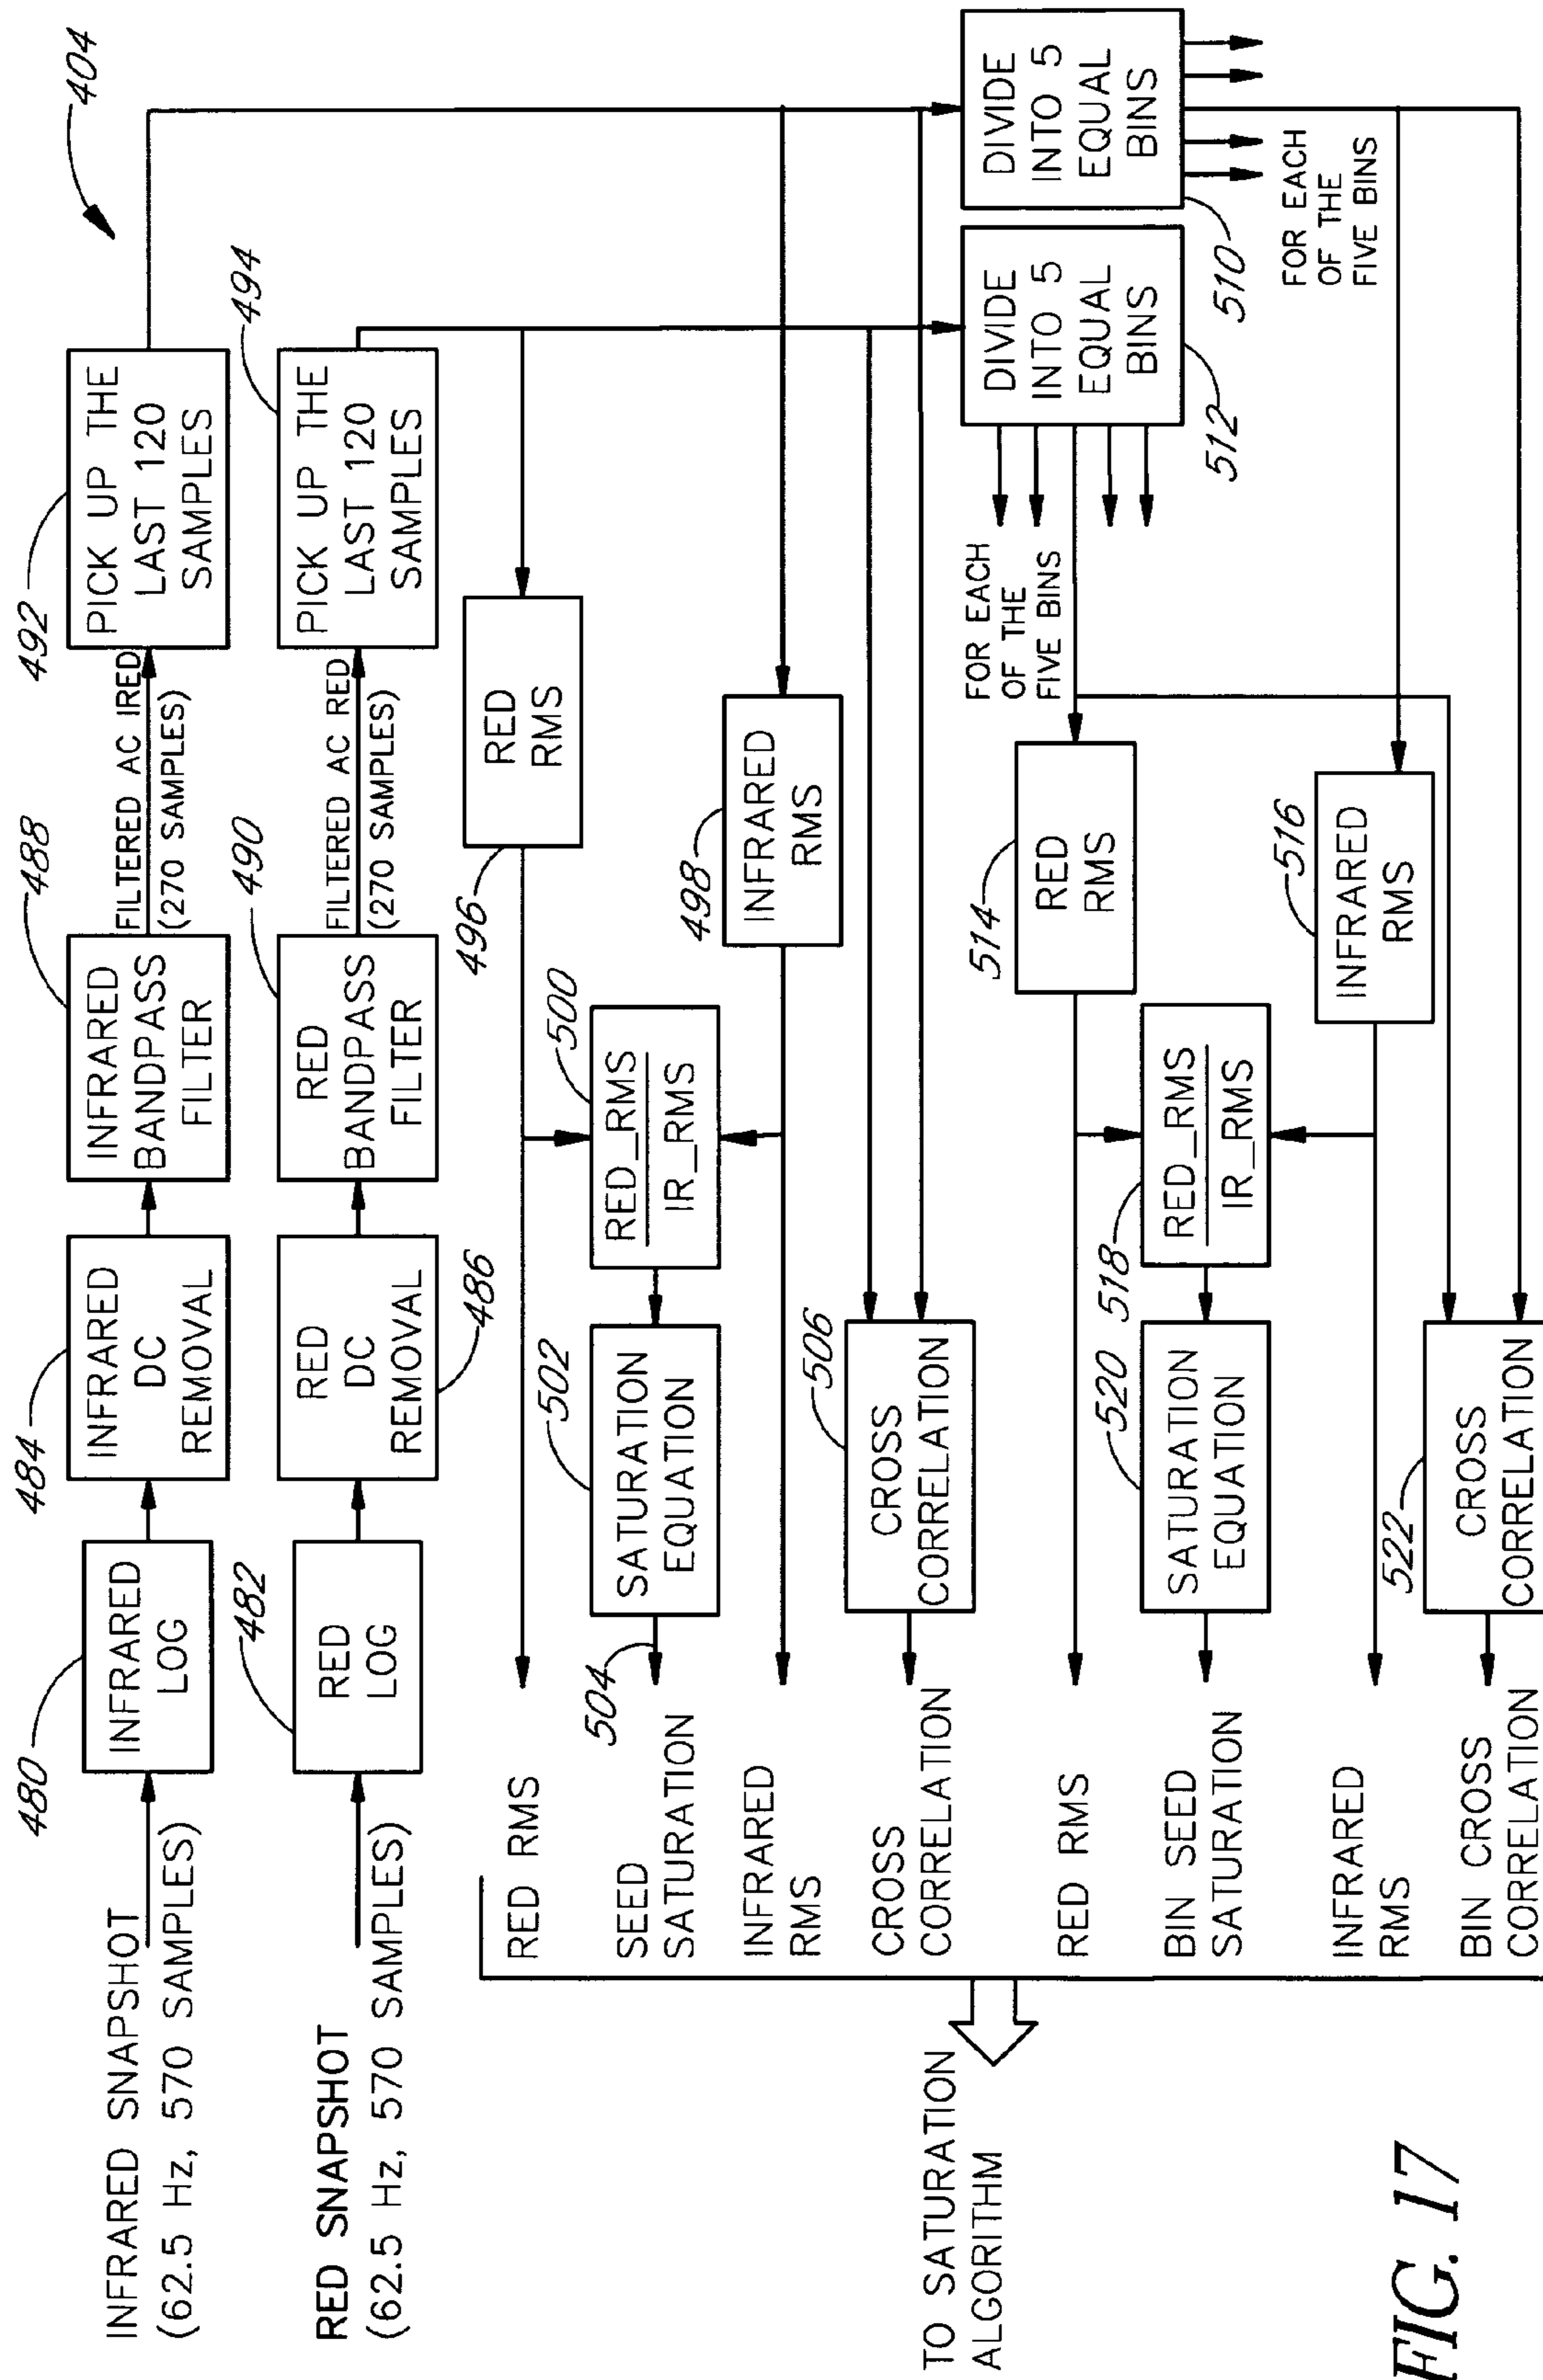 404
INFRARED SNAPSHOT
(62.5 Hz, 570 SAMPLES)
480
INFRARED
LOG
484
INFRARED
DC
REMOVAL
488
INFRARED
BANDPASS
FILTER
FILTERED AC IRED
(270 SAMPLES)
492
PICK UP THE
LAST 120
SAMPLES
RED SNAPSHOT
(62.5 Hz, 570 SAMPLES)
482
RED
LOG
486
RED
DC
REMOVAL
490
RED
BANDPASS
FILTER
FILTERED AC RED
(270 SAMPLES)
494
PICK UP THE
LAST 120
SAMPLES
RED RMS
496
RED
RMS
SEED
SATURATION
504
502
SATURATION
EQUATION
500
RED_RMS
IR_RMS
INFRARED
RMS
498
INFRARED
RMS
CROSS
CORRELATION
506
CROSS
CORRELATION
TO SATURATION
ALGORITHM
512
DIVIDE
INTO 5
EQUAL
BINS
510
DIVIDE
INTO 5
EQUAL
BINS
FOR EACH
OF THE
FIVE BINS
FOR EACH
OF THE
FIVE BINS
RED RMS
514
RED
RMS
BIN SEED
SATURATION
520
SATURATION
EQUATION
518
RED_RMS
IR_RMS
INFRARED
RMS
516
INFRARED
RMS
BIN CROSS
CORRELATION
522
CROSS
CORRELATION
FIG. 17